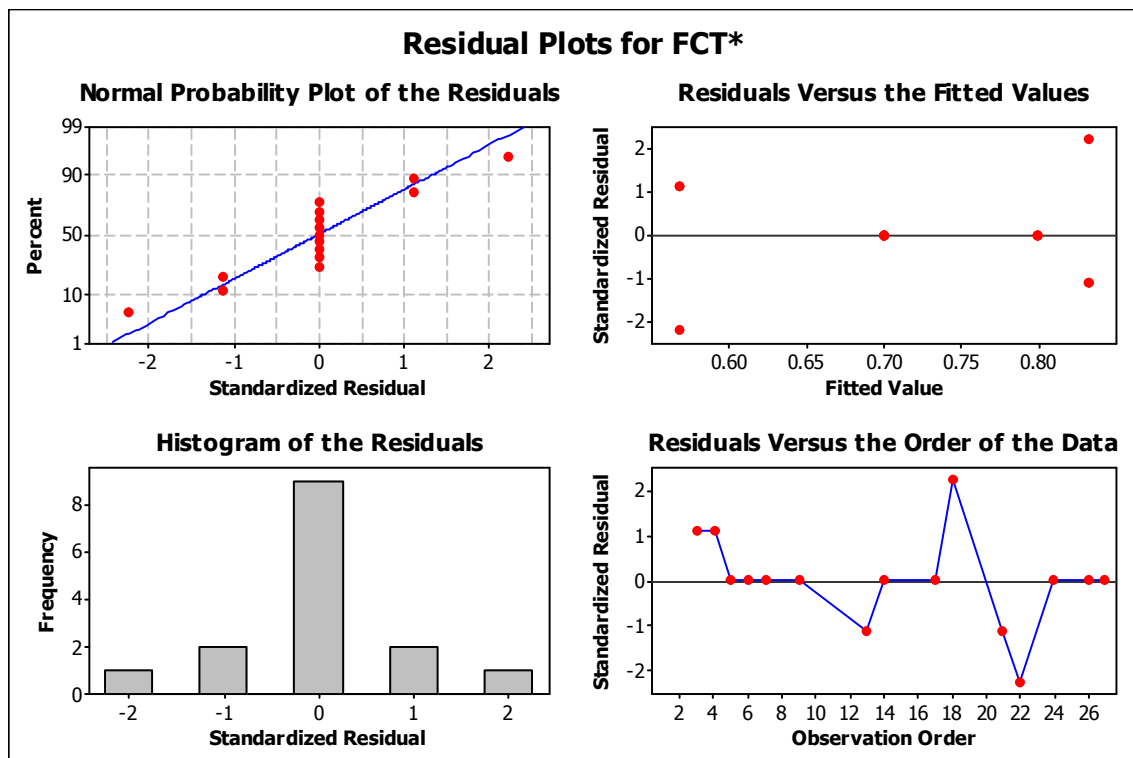 Residual Plots for FCT*
Normal Probability Plot of the Residuals
99
90
50
10
1
Percent
-2 -1 0 1 2
Standardized Residual
Residuals Versus the Fitted Values
2
1
0
-1
-2
Standardized Residual
0.60 0.65 0.70 0.75 0.80
Fitted Value
Histogram of the Residuals
8
6
4
2
0
Frequency
-2 -1 0 1 2
Standardized Residual
Residuals Versus the Order of the Data
2
1
0
-1
-2
Standardized Residual
2 4 6 8 10 12 14 16 18 20 22 24 26
Observation Order